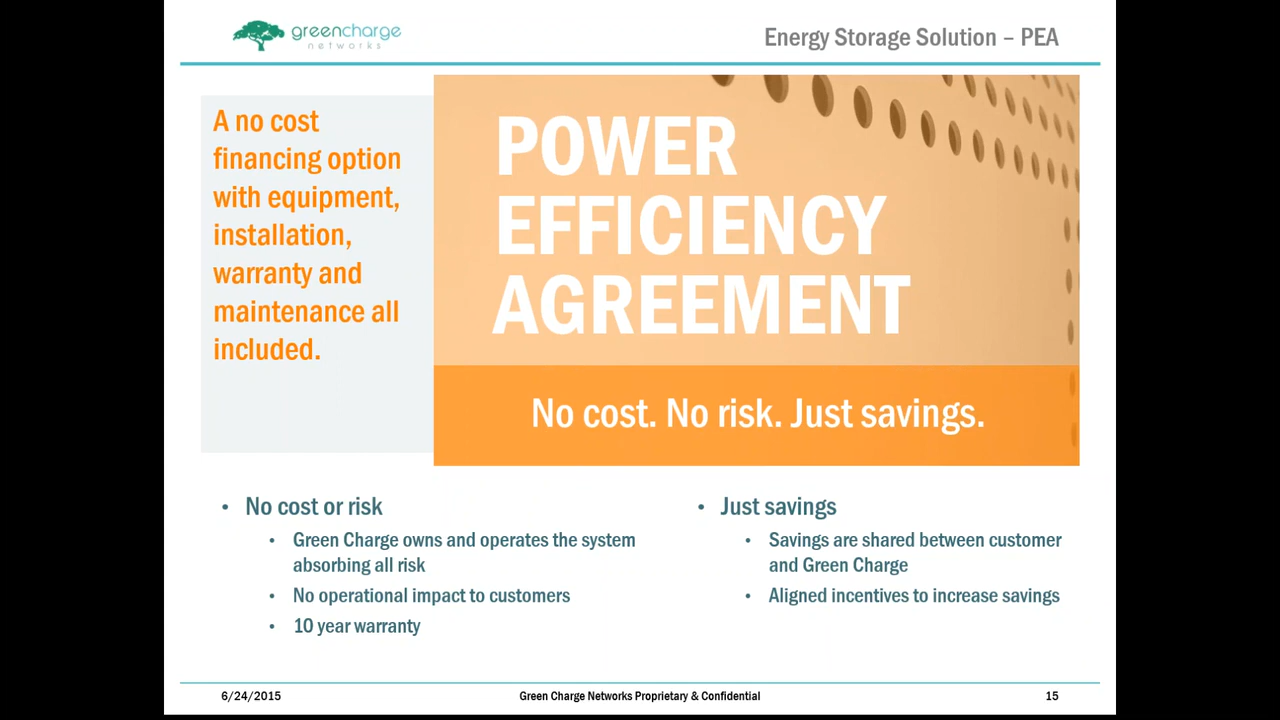 greencharge
networks
Energy Storage Solution – PEA
A no cost
financing option
with equipment,
installation,
warranty and
maintenance all
included.
POWER
EFFICIENCY
AGREEMENT
No cost. No risk. Just savings.
• No cost or risk
• Green Charge owns and operates the system
absorbing all risk
• No operational impact to customers
• 10 year warranty
• Just savings
• Savings are shared between customer
and Green Charge
• Aligned incentives to increase savings
6/24/2015
Green Charge Networks Proprietary & Confidential
15